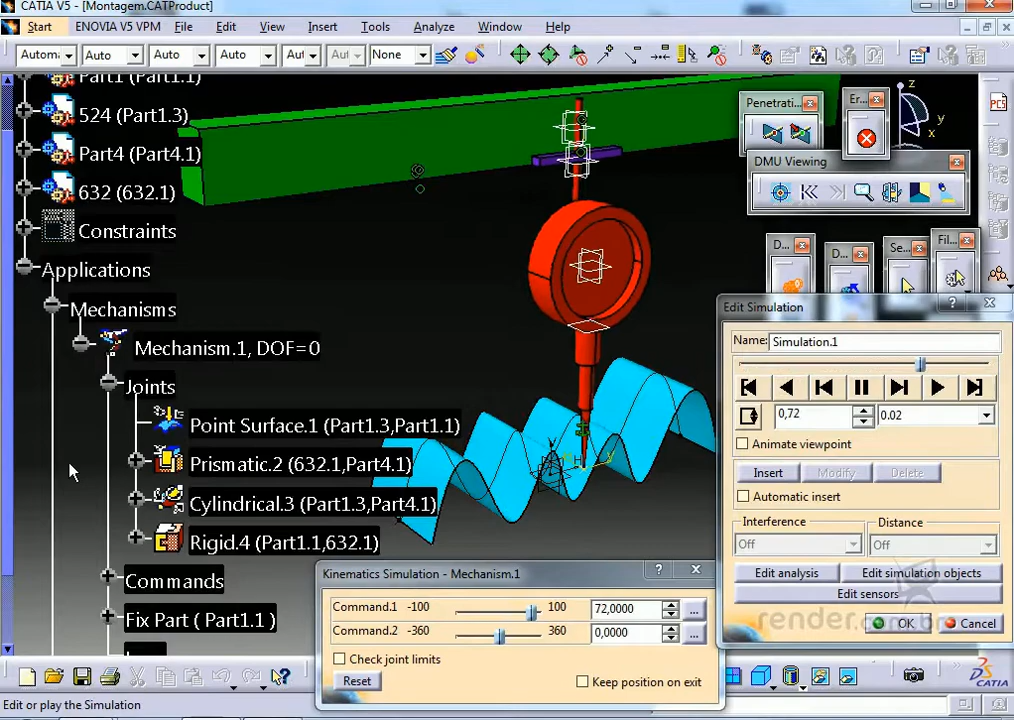 CATIA V5 - [Montagem.CATProduct]
Start ENOVIA V5 VPM File Edit View Insert Tools Analyze Window Help
Automa Auto Auto Auto Aut Aut None
Part1 (Part1.1)
524 (Part1.3)
Part4 (Part4.1)
632 (632.1)
Constraints
Applications
Mechanisms
Mechanism.1, DOF=0
Joints
Point Surface.1 (Part1.3,Part1.1)
Prismatic.2 (632.1,Part4.1)
Cylindrical.3 (Part1.3,Part4.1)
Rigid.4 (Part1.1,632.1)
Commands
Fix Part ( Part1.1 )
z
x
y
H
y
Penetrati...
Er...
DMU Viewing
D...
D...
Se...
Fil...
PCS
Edit Simulation
Name: Simulation.1
0,72 0.02
Animate viewpoint
Insert Modify Delete
Automatic insert
Interference Distance
Off Off
Edit analysis Edit simulation objects
Edit sensors
render.com.br
OK Cancel
Kinematics Simulation - Mechanism.1
Command.1 -100 100 72,0000 ...
Command.2 -360 360 0,0000 ...
Check joint limits
Reset Keep position on exit
Edit or play the Simulation
CATIA